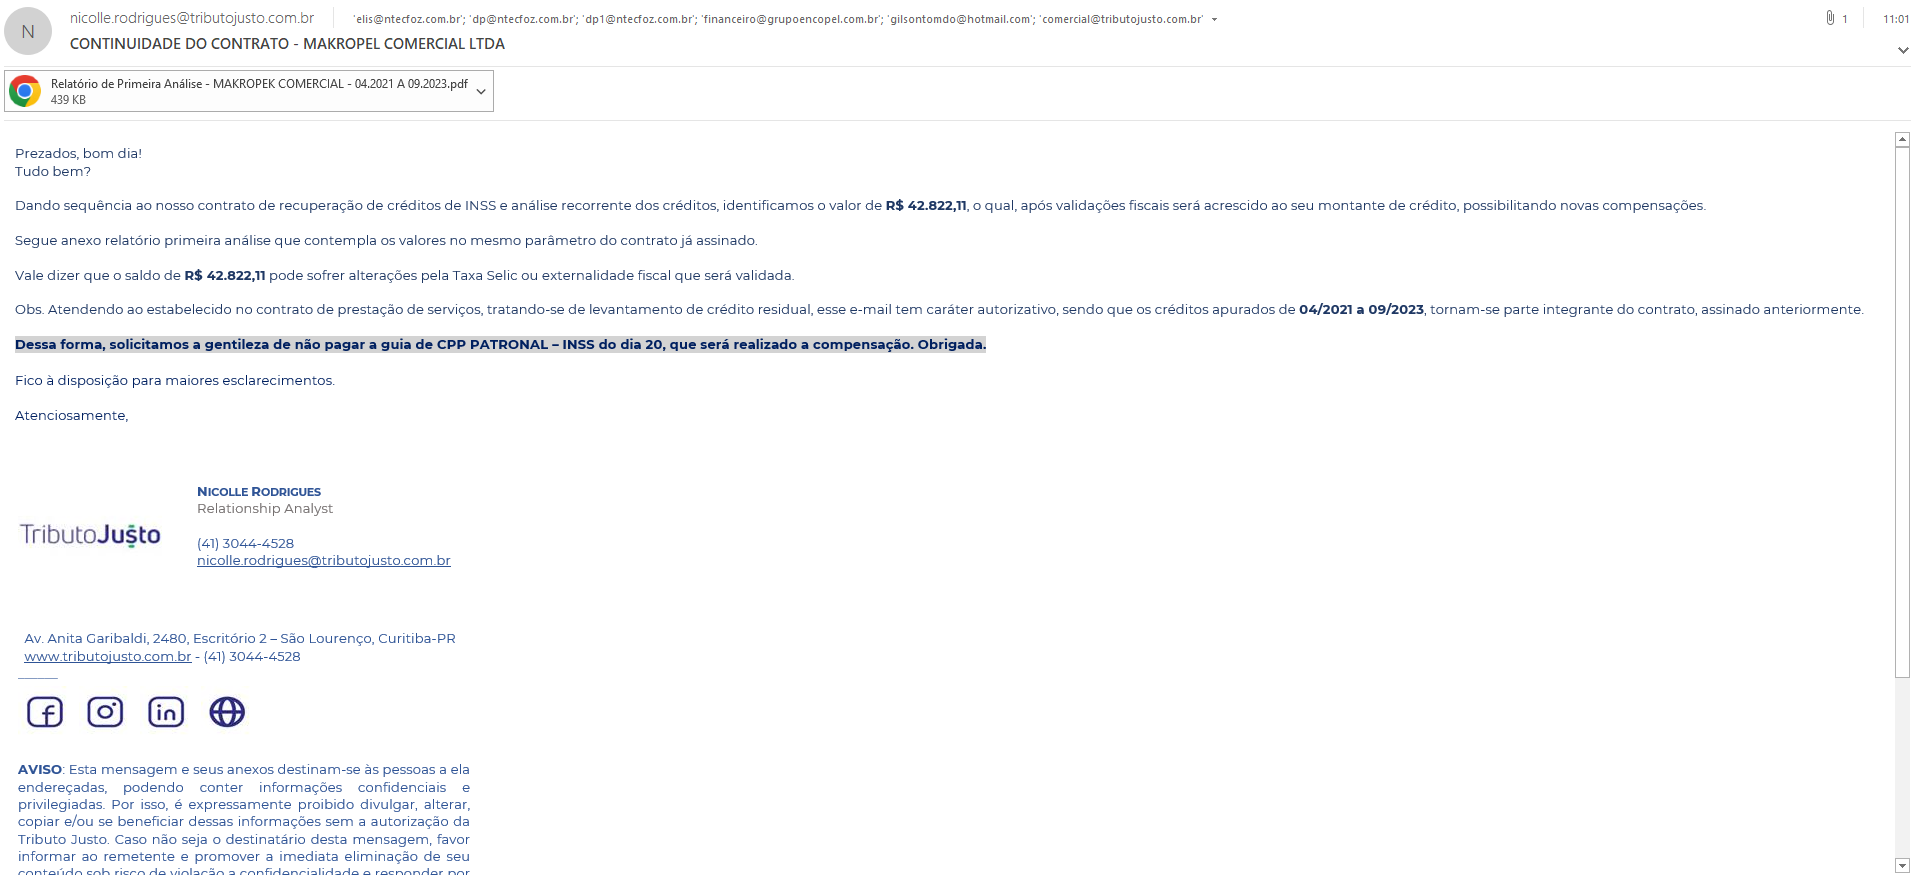 N
nicolle.rodrigues@tributojusto.com.br
'elis@ntecfoz.com.br'; 'dp@ntecfoz.com.br'; 'dp1@ntecfoz.com.br'; 'financeiro@grupoencopel.com.br'; 'gilsontomdo@hotmail.com'; 'comercial@tributojusto.com.br'
1
11:01
CONTINUIDADE DO CONTRATO - MAKROPEL COMERCIAL LTDA
Relatório de Primeira Análise - MAKROPEK COMERCIAL - 04.2021 A 09.2023.pdf
439 KB
Prezados, bom dia!
Tudo bem?
Dando sequência ao nosso contrato de recuperação de créditos de INSS e análise recorrente dos créditos, identificamos o valor de R$ 42.822,11, o qual, após validações fiscais será acrescido ao seu montante de crédito, possibilitando novas compensações.
Segue anexo relatório primeira análise que contempla os valores no mesmo parâmetro do contrato já assinado.
Vale dizer que o saldo de R$ 42.822,11 pode sofrer alterações pela Taxa Selic ou externalidade fiscal que será validada.
Obs. Atendendo ao estabelecido no contrato de prestação de serviços, tratando-se de levantamento de crédito residual, esse e-mail tem caráter autorizativo, sendo que os créditos apurados de 04/2021 a 09/2023, tornam-se parte integrante do contrato, assinado anteriormente.
Dessa forma, solicitamos a gentileza de não pagar a guia de CPP PATRONAL – INSS do dia 20, que será realizado a compensação. Obrigada.
Fico à disposição para maiores esclarecimentos.
Atenciosamente,
NICOLLE RODRIGUES
Relationship Analyst
TributoJusto
(41) 3044-4528
nicolle.rodrigues@tributojusto.com.br
Av. Anita Garibaldi, 2480, Escritório 2 – São Lourenço, Curitiba-PR
www.tributojusto.com.br - (41) 3044-4528
AVISO: Esta mensagem e seus anexos destinam-se às pessoas a ela
endereçadas, podendo conter informações confidenciais e
privilegiadas. Por isso, é expressamente proibido divulgar, alterar,
copiar e/ou se beneficiar dessas informações sem a autorização da
Tributo Justo. Caso não seja o destinatário desta mensagem, favor
informar ao remetente e promover a imediata eliminação de seu
conteúdo sob risco de violação a confidencialidade e responder por